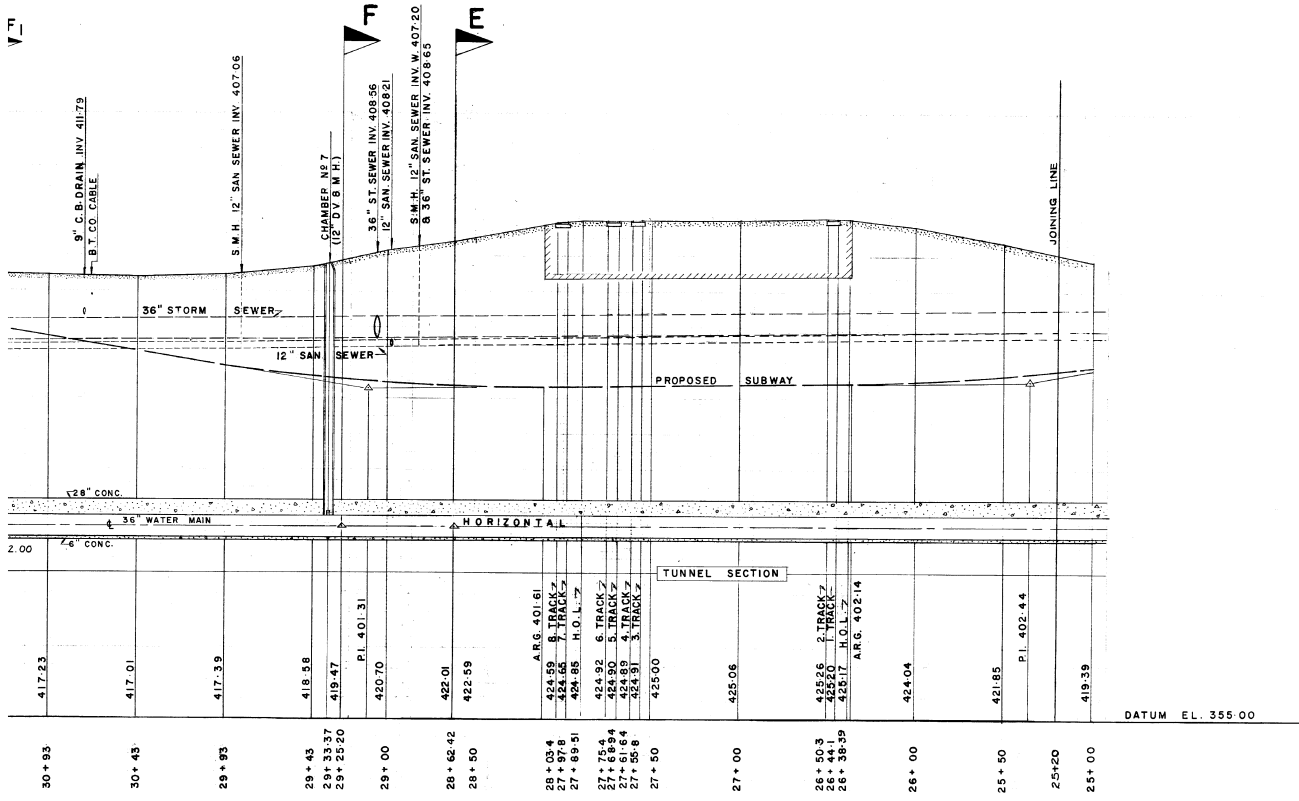 F1
F
E
9" C.B. DRAIN INV 411.79
B.T. CO. CABLE
S.M.H. 12" SAN SEWER INV 407.06
CHAMBER Nº 7
(12" D V 8 M H.)
36" ST. SEWER INV. 408.56
12" SAN. SEWER INV. 408.21
S.M.H. 12" SAN. SEWER INV. W. 407.20
& 36" ST. SEWER. INV. 408.65
JOINING LINE
36" STORM SEWER
12" SAN. SEWER
PROPOSED SUBWAY
28" CONC.
36" WATER MAIN
HORIZONTAL
2.00
6" CONC.
TUNNEL SECTION
417.23
417.01
417.39
418.58
419.47
P.I. 401.31
420.70
422.01
422.59
A.R.G. 401.61
424.59 8. TRACK
424.65 7. TRACK
424.85 H.O.L.
424.92 6. TRACK
424.90 5. TRACK
424.89 4. TRACK
424.91 3. TRACK
425.00
425.06
425.26 2. TRACK
425.20 1. TRACK
425.17 H.O.L.
A.R.G. 402.14
424.04
421.85
P.I. 402.44
419.39
DATUM EL. 355.00
30+93
30+43
29+93
29+43
29+33.37
29+25.20
29+00
28+62.42
28+50
28+03.4
27+97.8
27+89.51
27+75.4
27+68.94
27+61.64
27+55.8
27+50
27+00
26+50.3
26+44.1
26+38.39
26+00
25+50
25+20
25+00